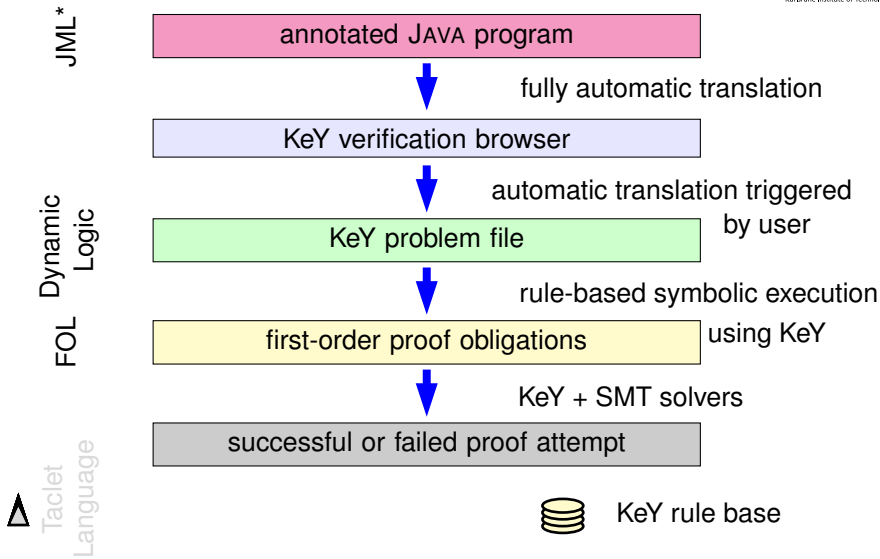 JML*
annotated JAVA program
fully automatic translation
KeY verification browser
automatic translation triggered
by user
Dynamic
Logic
KeY problem file
rule-based symbolic execution
using KeY
FOL
first-order proof obligations
KeY + SMT solvers
successful or failed proof attempt
Taclet
Language
KeY rule base